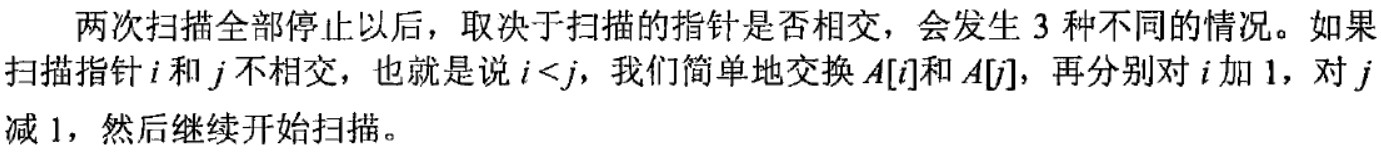 两次扫描全部停止以后，取决于扫描的指针是否相交，会发生 3 种不同的情况。如果
扫描指针 i 和 j 不相交，也就是说 i < j，我们简单地交换 A[i]和 A[j]，再分别对 i 加 1，对 j
减 1，然后继续开始扫描。